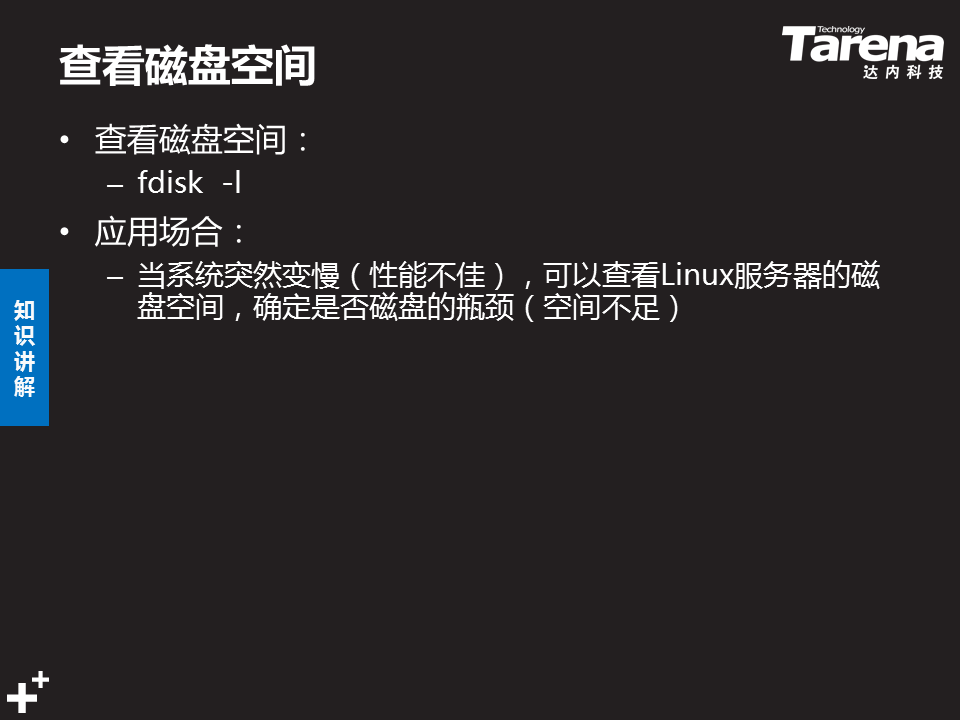 查看磁盘空间
Technology
Tarena
达内科技
• 查看磁盘空间：
– fdisk -l
• 应用场合：
– 当系统突然变慢（性能不佳），可以查看Linux服务器的磁
盘空间，确定是否磁盘的瓶颈（空间不足）
知
识
讲
解